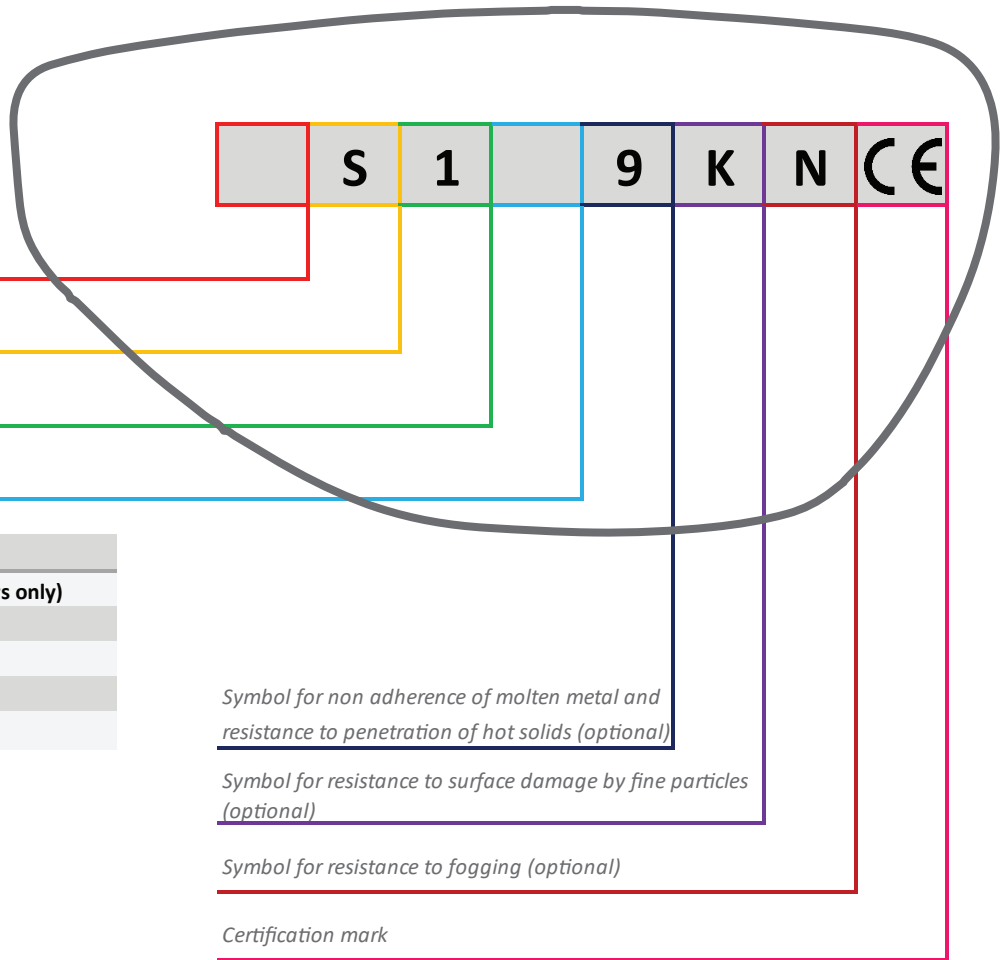 S 1 9 K N CE
s only)
Symbol for non adherence of molten metal and
resistance to penetration of hot solids (optional)
Symbol for resistance to surface damage by fine particles
(optional)
Symbol for resistance to fogging (optional)
Certification mark